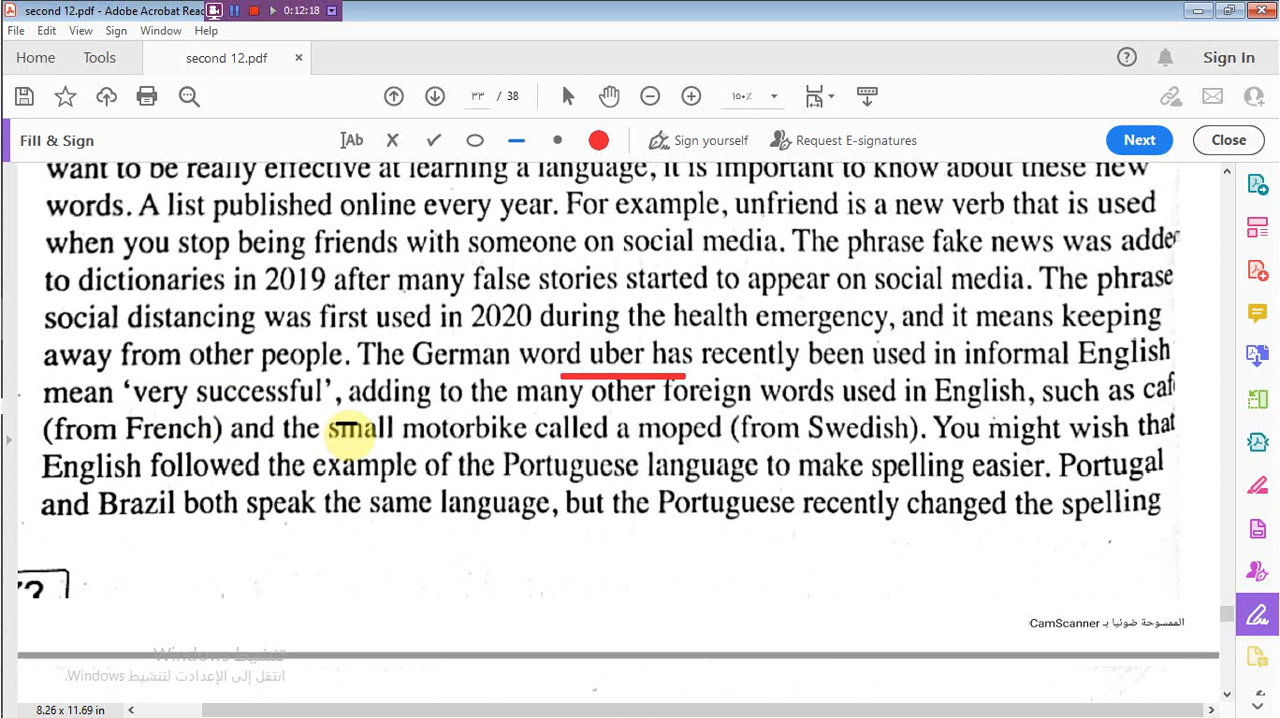 second 12.pdf - Adobe Acrobat Rea
0:12:18
File Edit View Sign Window Help
Home Tools second 12.pdf × Sign In
٣٣ / 38 ١٥٠٪
Fill & Sign Ab Sign yourself Request E-signatures Next Close
want to be really effective at learning a language, it is important to know about these new
words. A list published online every year. For example, unfriend is a new verb that is used
when you stop being friends with someone on social media. The phrase fake news was adde
to dictionaries in 2019 after many false stories started to appear on social media. The phrase
social distancing was first used in 2020 during the health emergency, and it means keeping
away from other people. The German word uber has recently been used in informal English
mean ‘very successful’, adding to the many other foreign words used in English, such as caf
(from French) and the small motorbike called a moped (from Swedish). You might wish that
English followed the example of the Portuguese language to make spelling easier. Portugal
and Brazil both speak the same language, but the Portuguese recently changed the spelling
الممسوحة ضوئيا بـ CamScanner
تنشيط Windows
انتقل إلى الإعدادت لتنشيط Windows.
8.26 x 11.69 in